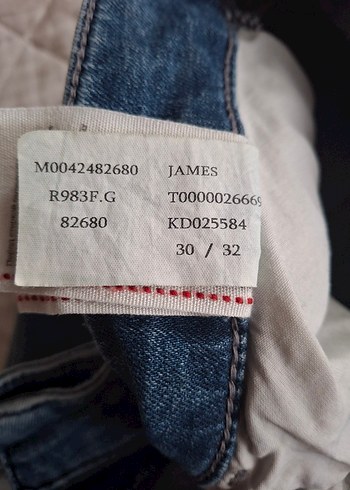 M0042482680 JAMES
R983F.G T0000026669
82680 KD025584
30 / 32